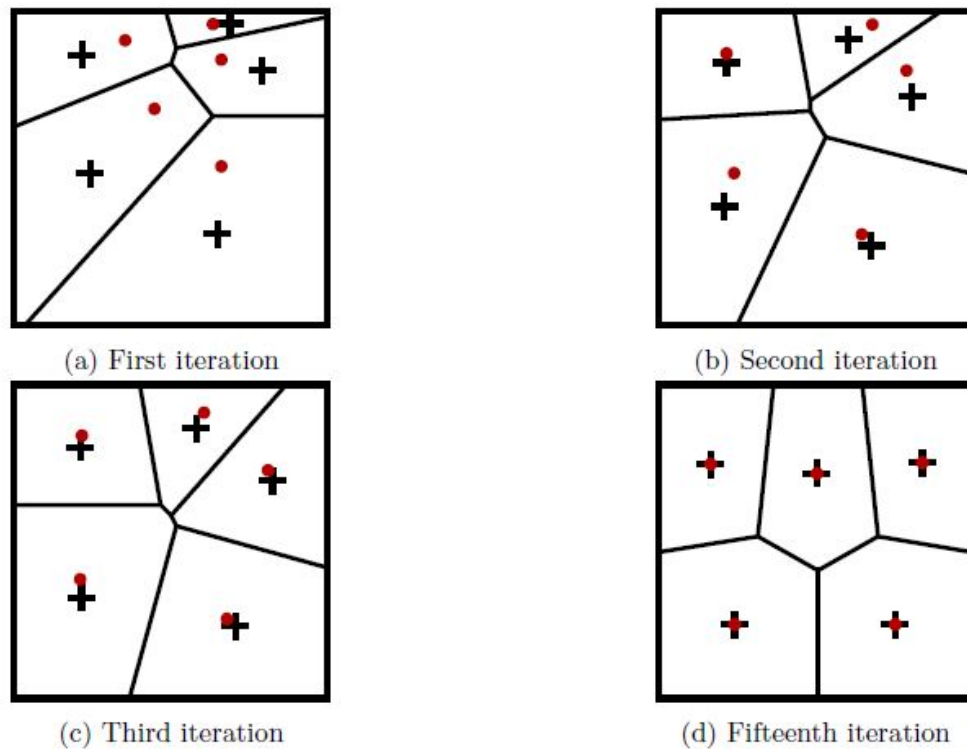 (a) First iteration
(b) Second iteration
(c) Third iteration
(d) Fifteenth iteration